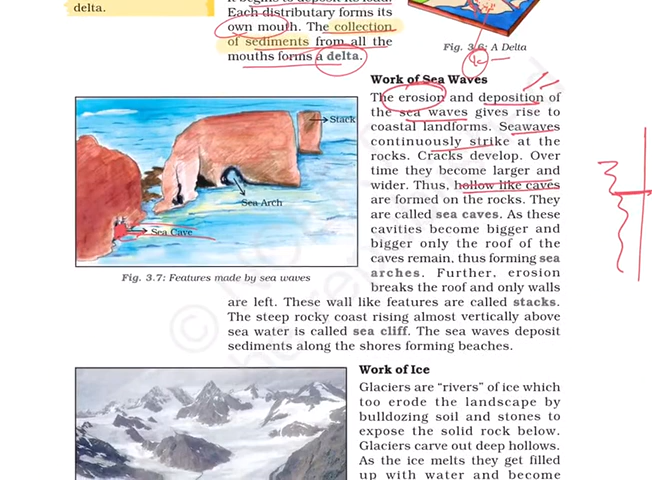 delta.
It begins to deposit its load.
Each distributary forms its
own mouth. The collection
of sediments from all the
mouths forms a delta.
Fig. 3.6: A Delta
Work of Sea Waves
The erosion and deposition of
the sea waves gives rise to
coastal landforms. Seawaves
continuously strike at the
rocks. Cracks develop. Over
time they become larger and
wider. Thus, hollow like caves
are formed on the rocks. They
are called sea caves. As these
cavities become bigger and
bigger only the roof of the
caves remain, thus forming sea
arches. Further, erosion
breaks the roof and only walls
are left. These wall like features are called stacks.
The steep rocky coast rising almost vertically above
sea water is called sea cliff. The sea waves deposit
sediments along the shores forming beaches.
Stack
Sea Arch
Sea Cave
Fig. 3.7: Features made by sea waves
Work of Ice
Glaciers are “rivers” of ice which
too erode the landscape by
bulldozing soil and stones to
expose the solid rock below.
Glaciers carve out deep hollows.
As the ice melts they get filled
up with water and become